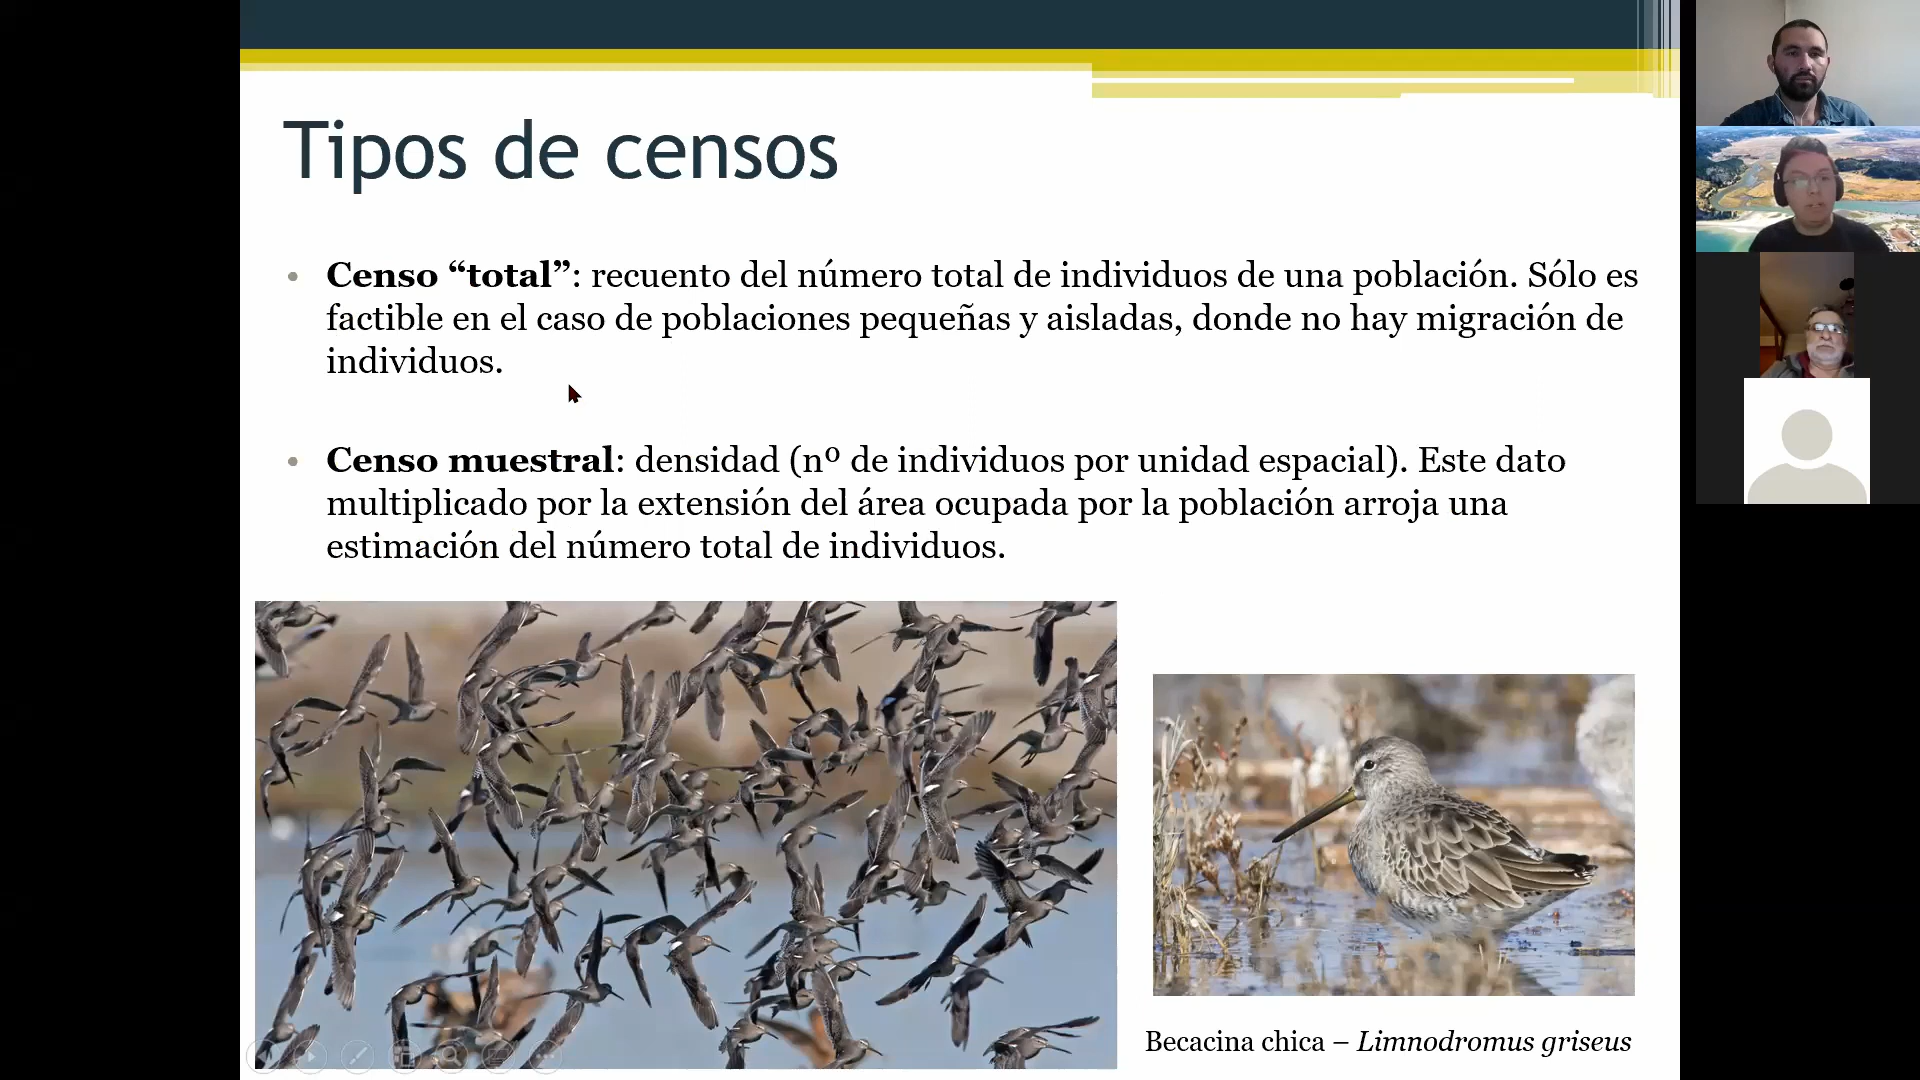 Tipos de censos
• Censo “total”: recuento del número total de individuos de una población. Sólo es
factible en el caso de poblaciones pequeñas y aisladas, donde no hay migración de
individuos.
• Censo muestral: densidad (nº de individuos por unidad espacial). Este dato
multiplicado por la extensión del área ocupada por la población arroja una
estimación del número total de individuos.
Becacina chica – Limnodromus griseus